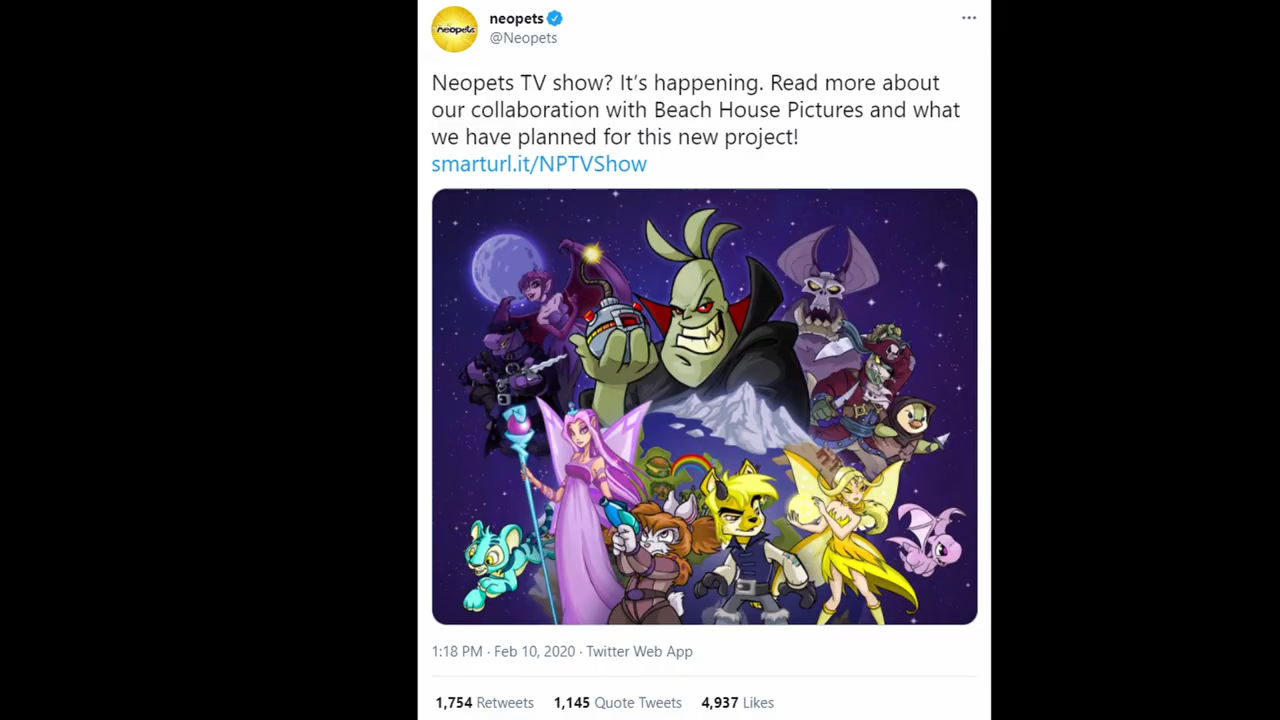 neopets
neopets
@Neopets
Neopets TV show? It’s happening. Read more about
our collaboration with Beach House Pictures and what
we have planned for this new project!
smarturl.it/NPTVShow
1:18 PM · Feb 10, 2020 · Twitter Web App
1,754 Retweets 1,145 Quote Tweets 4,937 Likes